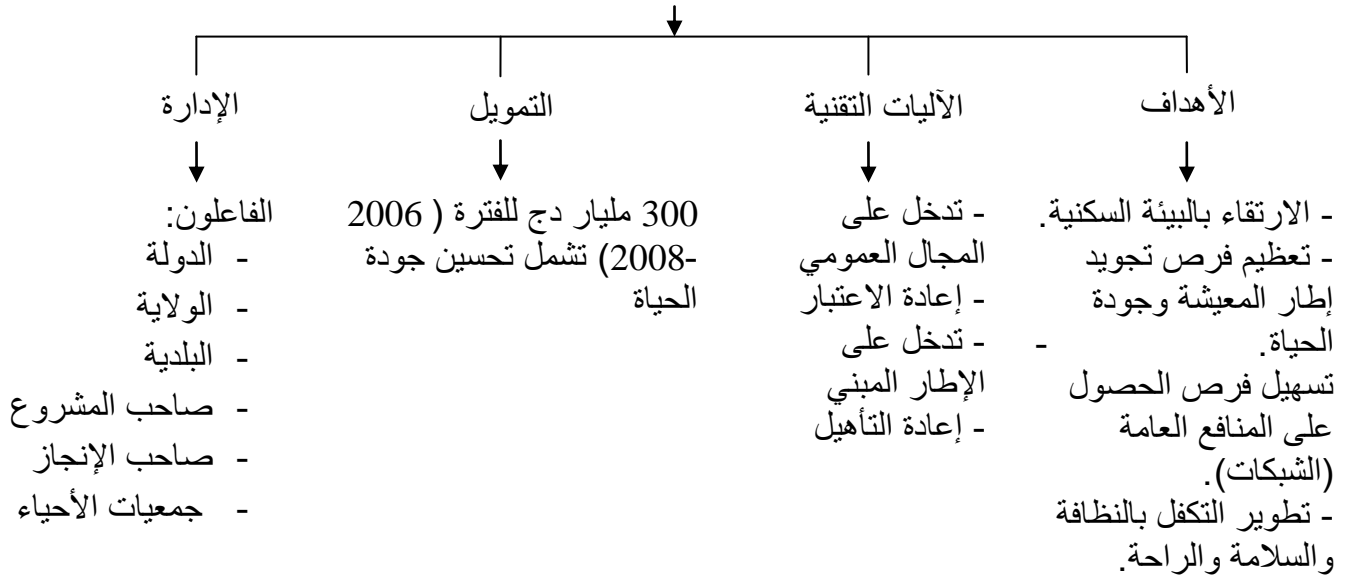 الأهداف
- الارتقاء بالبيئة السكنية.
- تعظيم فرص تجويد
إطار المعيشة وجودة
الحياة. -
تسهيل فرص الحصول
على المنافع العامة
(الشبكات).
- تطوير التكفل بالنظافة
والسلامة والراحة.
الآليات التقنية
- تدخل على
المجال العمومي
- إعادة الاعتبار
- تدخل على
الإطار المبني
- إعادة التأهيل
التمويل
300 مليار دج للفترة ( 2006
-2008) تشمل تحسين جودة
الحياة
الإدارة
الفاعلون:
- الدولة
- الولاية
- البلدية
- صاحب المشروع
- صاحب الإنجاز
- جمعيات الأحياء